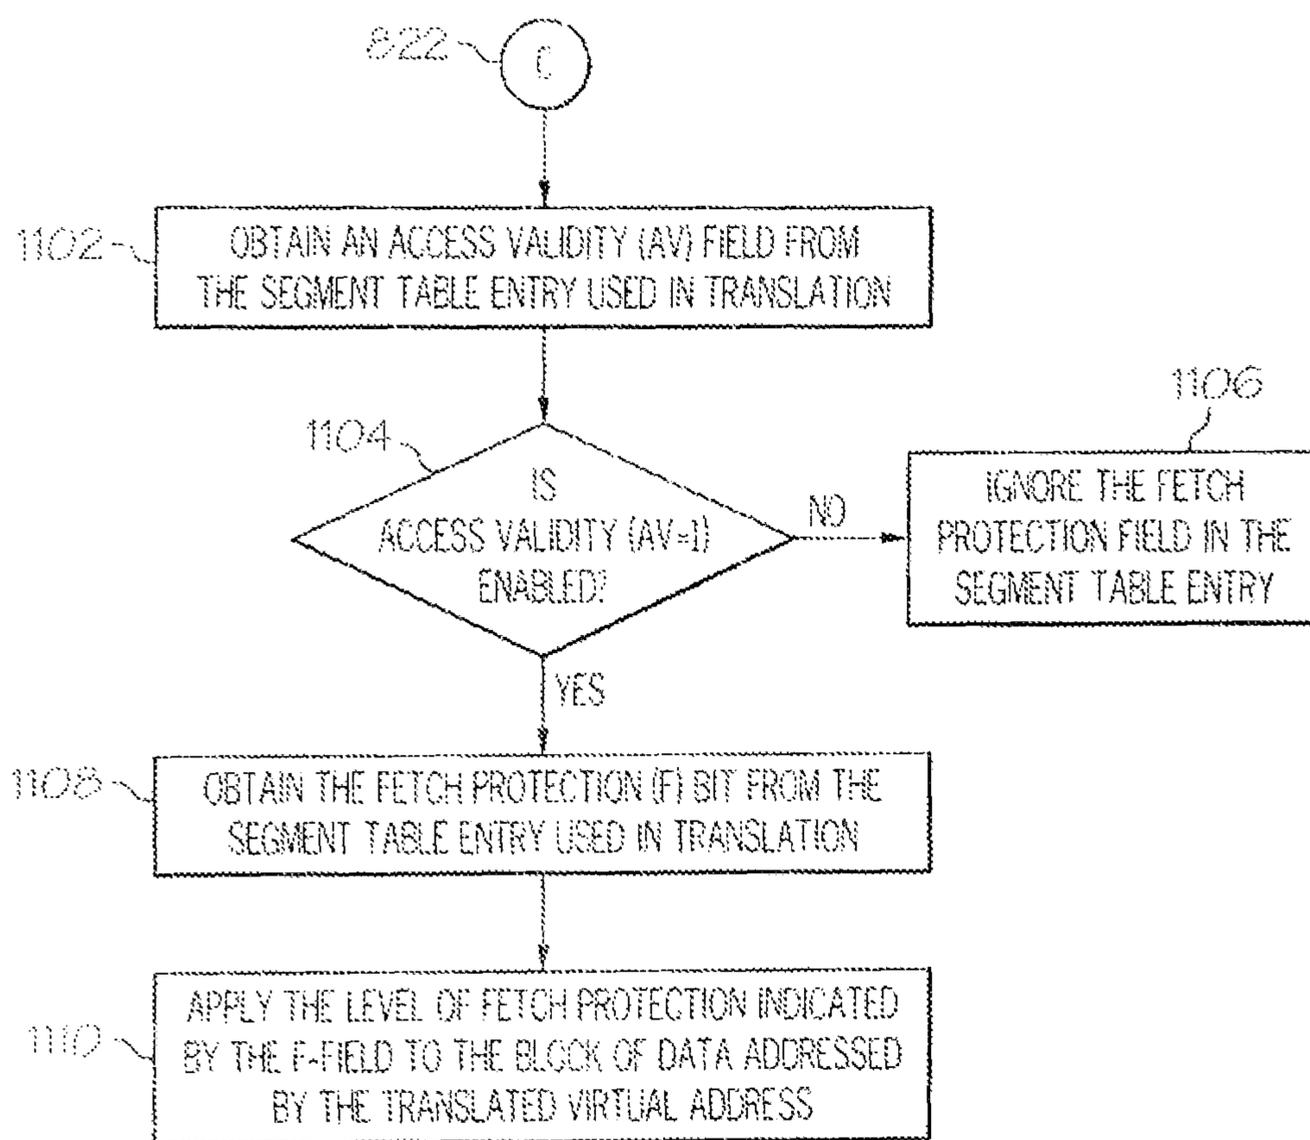 822
C
1102
OBTAIN AN ACCESS VALIDITY (AV) FIELD FROM
THE SEGMENT TABLE ENTRY USED IN TRANSLATION
1104
IS
ACCESS VALIDITY (AV=1)
ENABLED?
NO
1106
IGNORE THE FETCH
PROTECTION FIELD IN THE
SEGMENT TABLE ENTRY
YES
1108
OBTAIN THE FETCH PROTECTION (F) BIT FROM THE
SEGMENT TABLE ENTRY USED IN TRANSLATION
1110
APPLY THE LEVEL OF FETCH PROTECTION INDICATED
BY THE F-FIELD TO THE BLOCK OF DATA ADDRESSED
BY THE TRANSLATED VIRTUAL ADDRESS